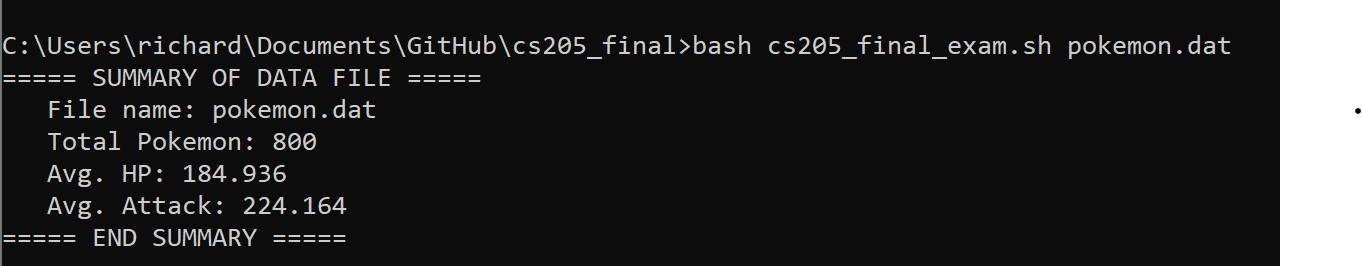 C:\Users\richard\Documents\GitHub\cs205_final>bash cs205_final_exam.sh pokemon.dat
===== SUMMARY OF DATA FILE =====
   File name: pokemon.dat
   Total Pokemon: 800
   Avg. HP: 184.936
   Avg. Attack: 224.164
===== END SUMMARY =====
.